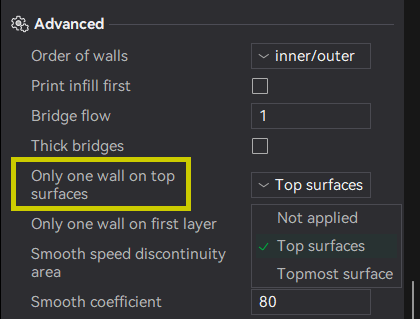 Advanced
Order of walls
inner/outer
Print infill first
Bridge flow
1
Thick bridges
Only one wall on top
surfaces
Top surfaces
Only one wall on first layer
Not applied
Top surfaces
Topmost surface
Smooth speed discontinuity
area
Smooth coefficient
80